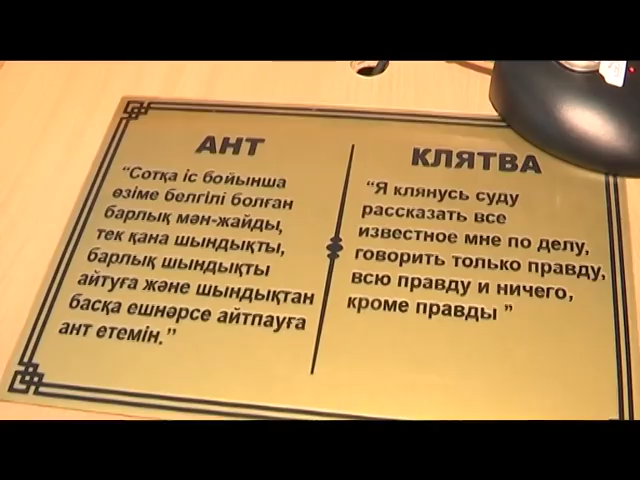 АНТ
“Сотқа іс бойынша
өзіме белгілі болған
барлық мән-жайды,
тек қана шындықты,
барлық шындықты
айтуға және шындықтан
басқа ешнәрсе айтпауға
ант етемін.”
КЛЯТВА
“Я клянусь суду
рассказать все
известное мне по делу,
говорить только правду,
всю правду и ничего,
кроме правды ”